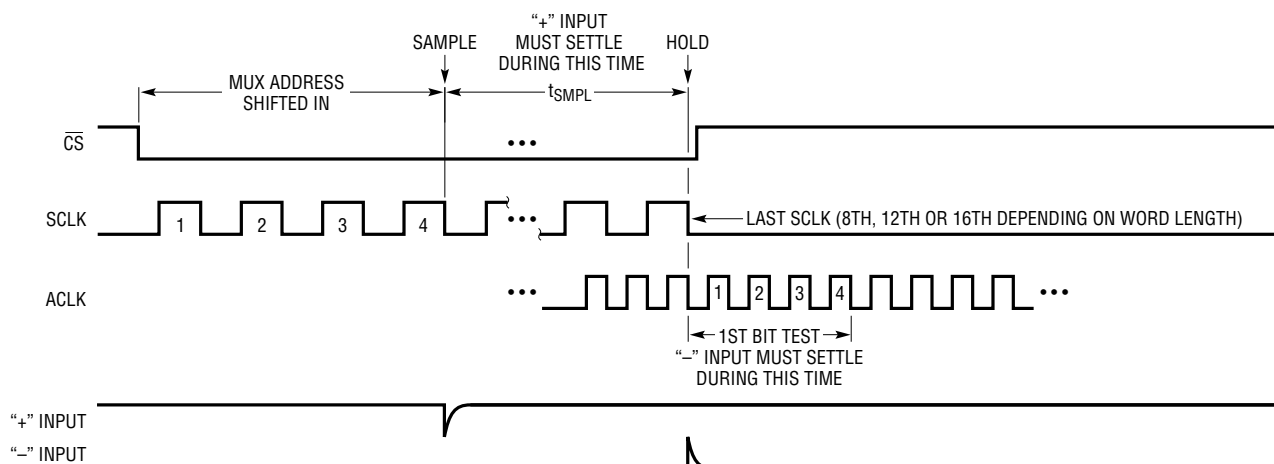 “+” INPUT
MUST SETTLE
DURING THIS TIME
SAMPLE
HOLD
MUX ADDRESS
SHIFTED IN
tSMPL
CS
•••
SCLK
1 2 3 4
•••
LAST SCLK (8TH, 12TH OR 16TH DEPENDING ON WORD LENGTH)
ACLK
•••
1 2 3 4
•••
1ST BIT TEST
“–” INPUT MUST SETTLE
DURING THIS TIME
“+” INPUT
“–” INPUT